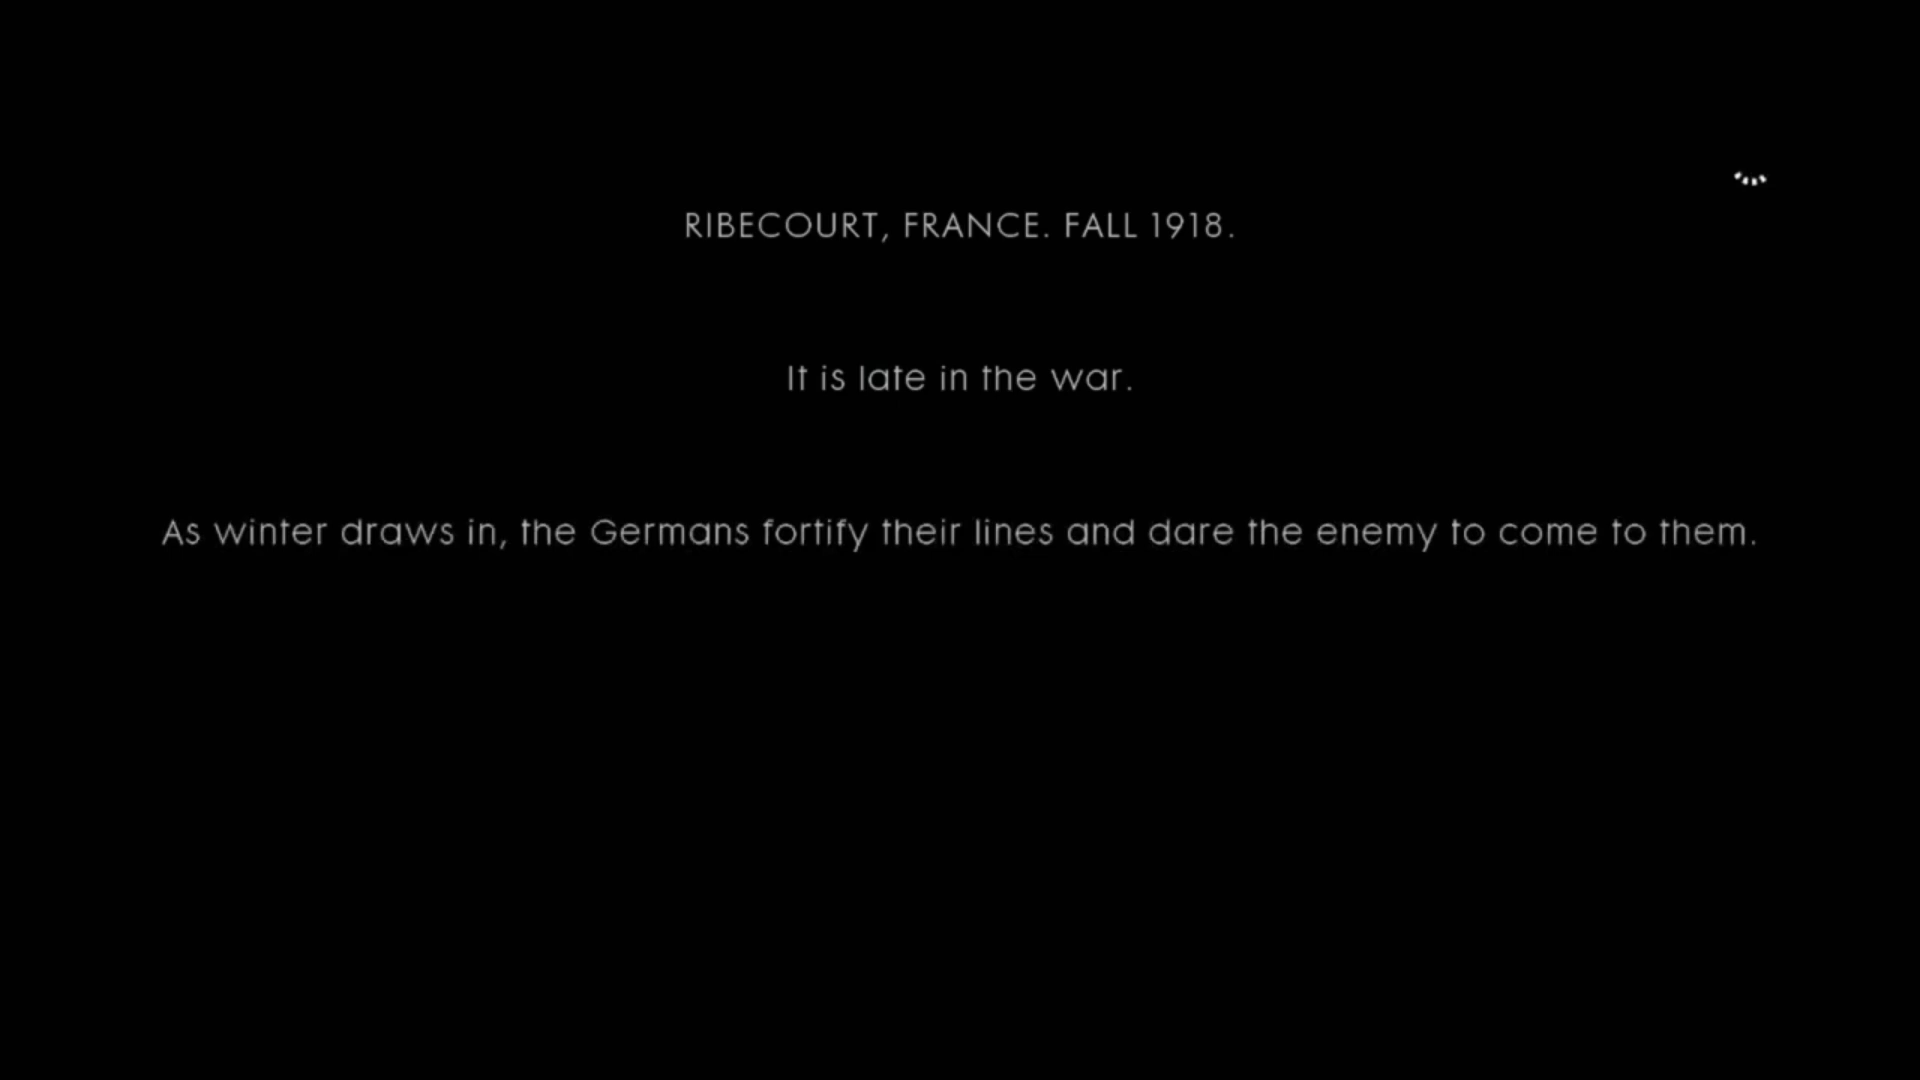 RIBECOURT, FRANCE. FALL 1918.
It is late in the war.
As winter draws in, the Germans fortify their lines and dare the enemy to come to them.